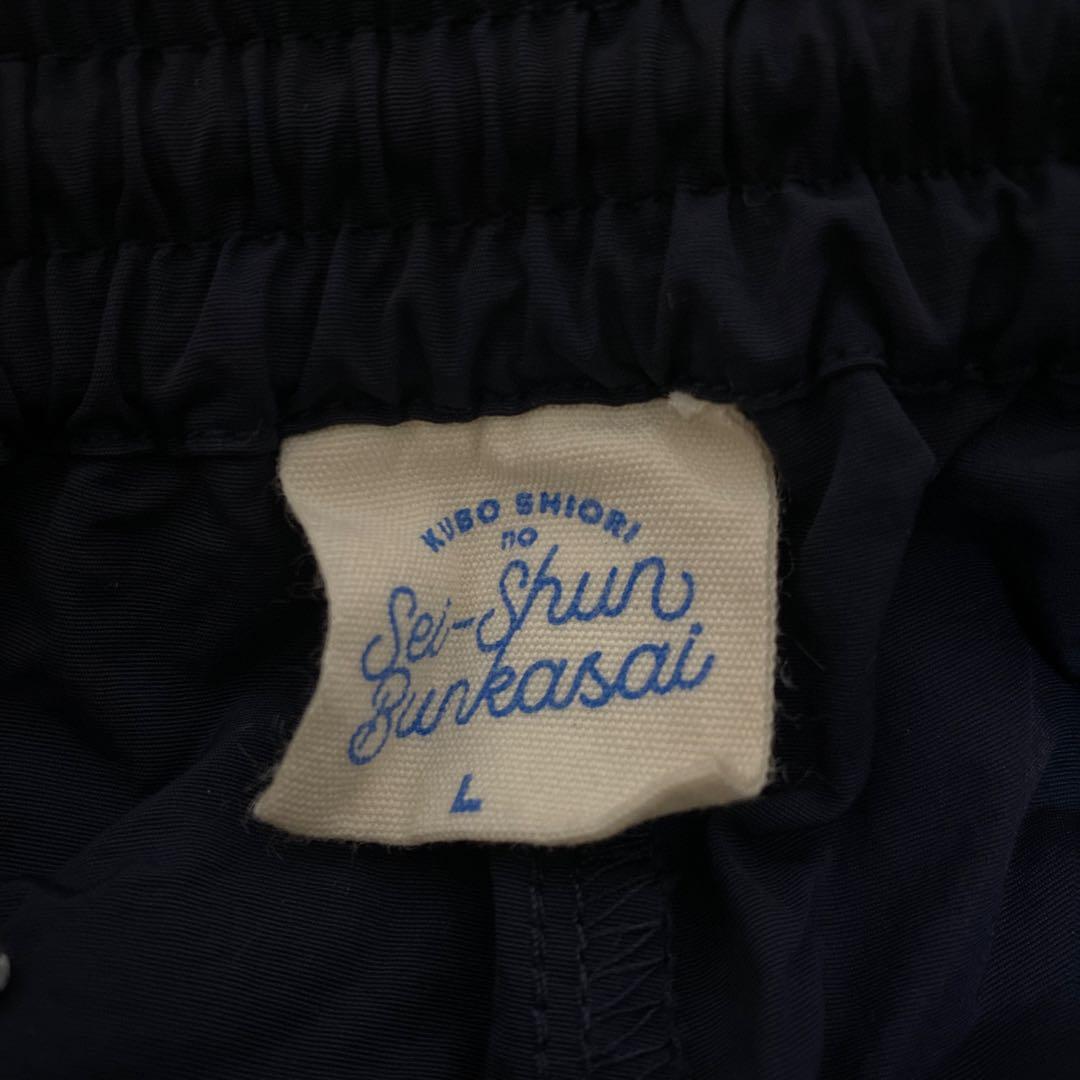 KUBO SHIORI
no
Sei-Shun
Bunkasai
L